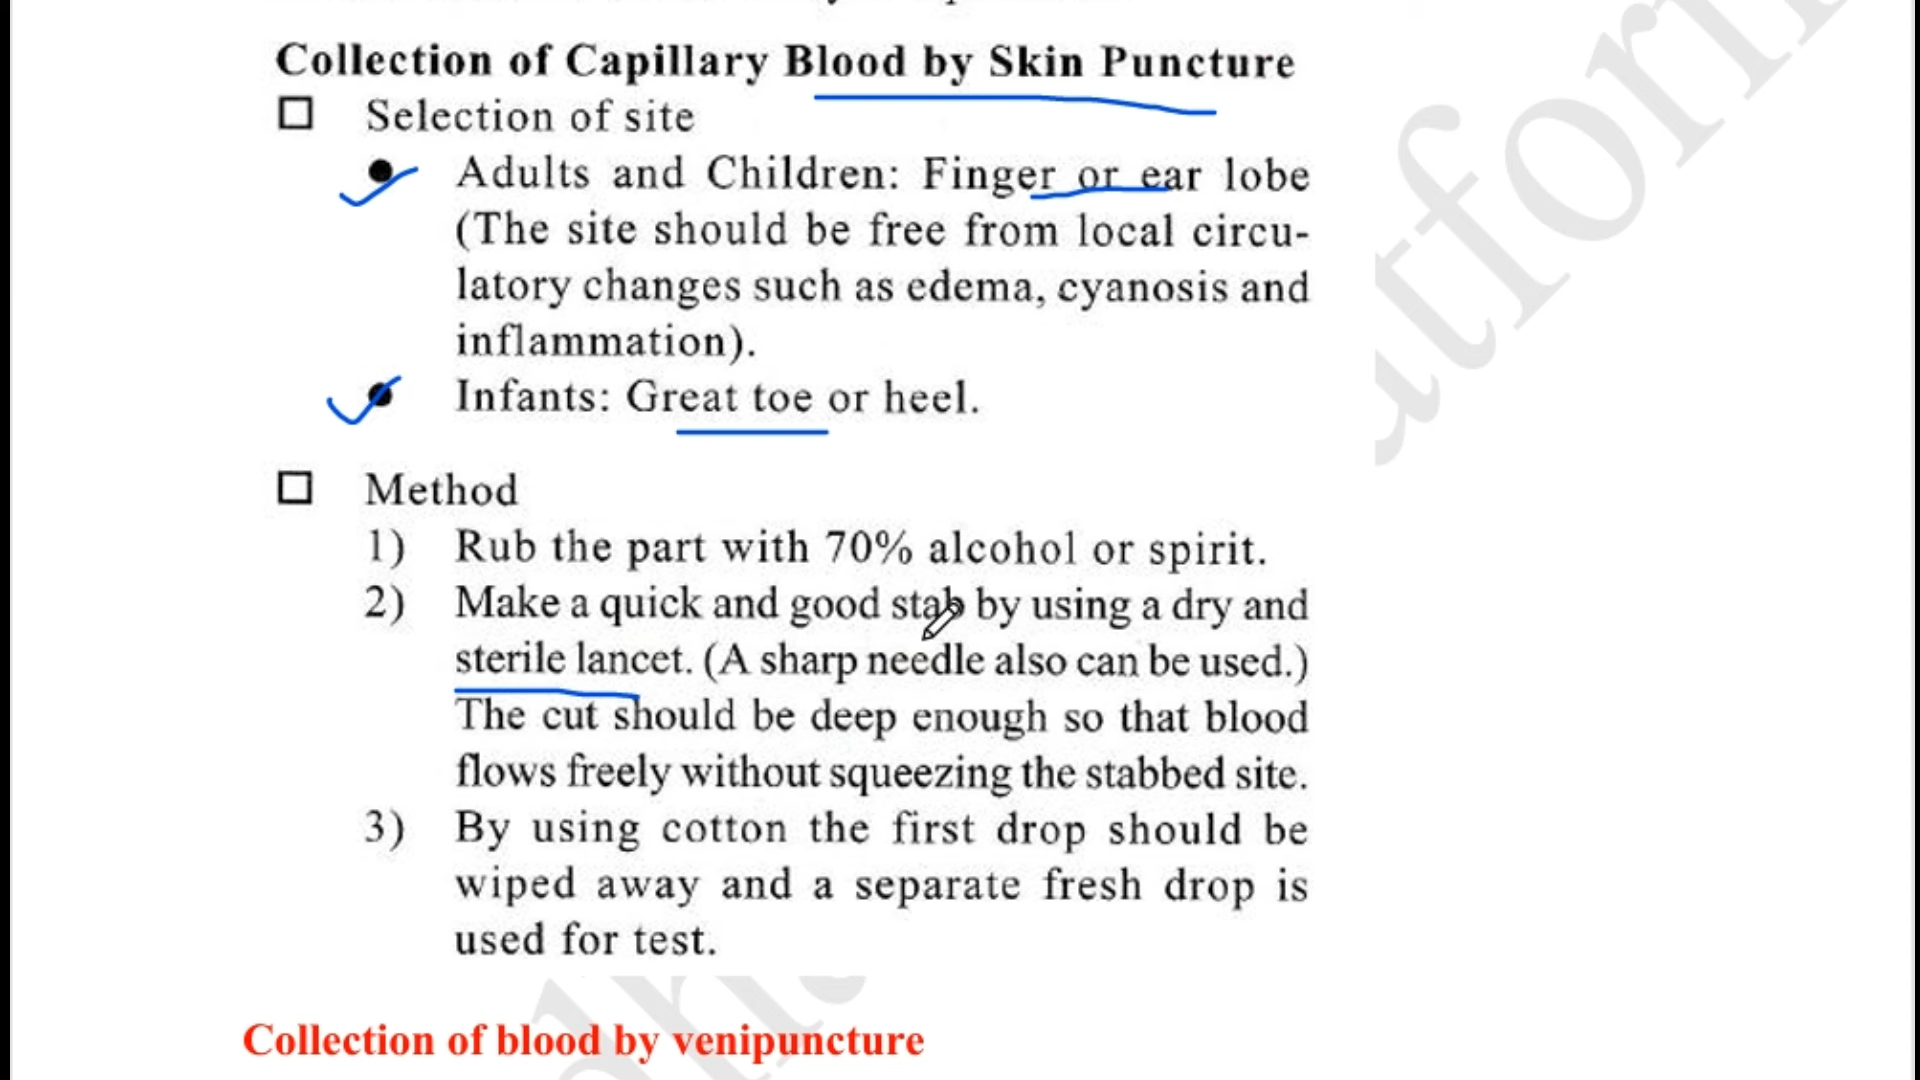 Collection of Capillary Blood by Skin Puncture
Selection of site
Adults and Children: Finger or ear lobe
(The site should be free from local circu-
latory changes such as edema, cyanosis and
inflammation).
Infants: Great toe or heel.
Method
1) Rub the part with 70% alcohol or spirit.
2) Make a quick and good stab by using a dry and
sterile lancet. (A sharp needle also can be used.)
The cut should be deep enough so that blood
flows freely without squeezing the stabbed site.
3) By using cotton the first drop should be
wiped away and a separate fresh drop is
used for test.
Collection of blood by venipuncture